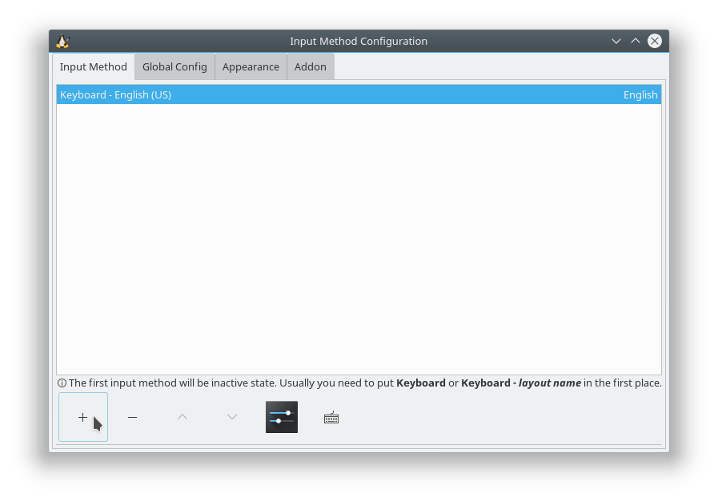 Input Method Configuration
Input Method Global Config Appearance Addon
Keyboard - English (US) English
The first input method will be inactive state. Usually you need to put Keyboard or Keyboard - layout name in the first place.